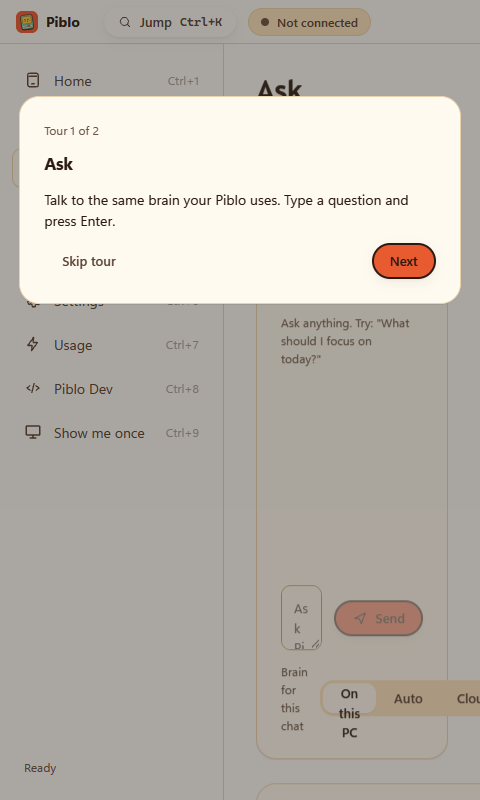 Piblo
Jump Ctrl+K
Not connected
Home Ctrl+1
Ask
Tour 1 of 2
Ask
Talk to the same brain your Piblo uses. Type a question and
press Enter.
Skip tour
Next
Settings
Usage Ctrl+7
Piblo Dev Ctrl+8
Show me once Ctrl+9
Ask anything. Try: "What
should I focus on
today?"
As
k
Pi
Send
Brain
for
this
chat
On
this
PC
Auto
Clou
Ready